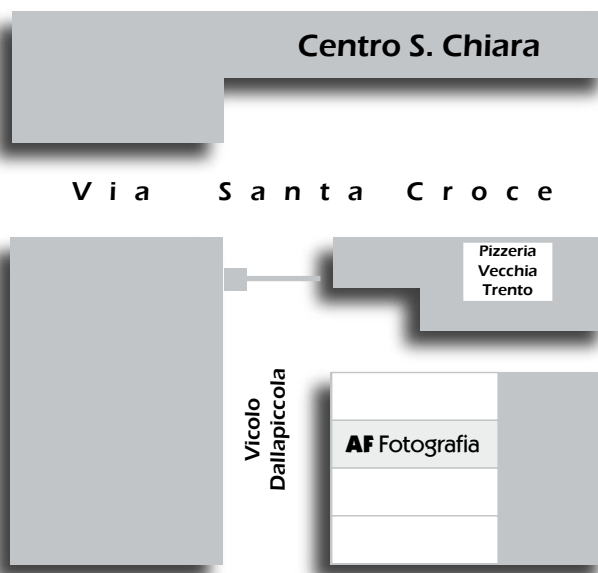 Centro S. Chiara
Via Santa Croce
Pizzeria
Vecchia
Trento
Vicolo
Dallapiccola
AF Fotografia